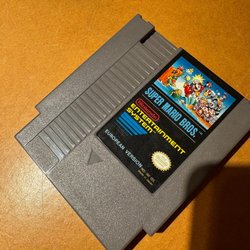 SUPER MARIO BROS.
Nintendo
ENTERTAINMENT
SYSTEM
EUROPEAN VERSION